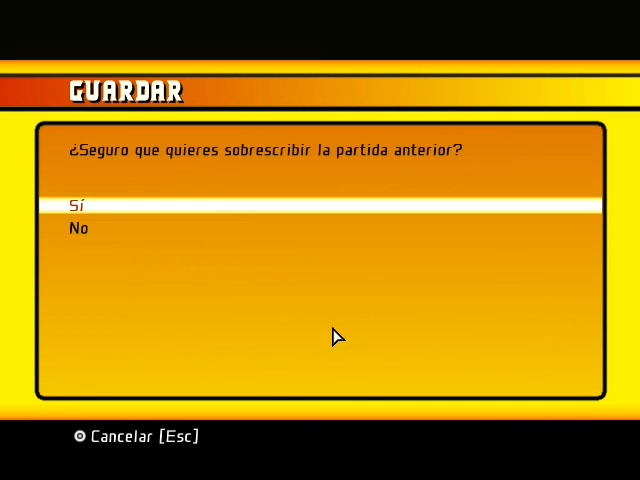 GUARDAR
¿Seguro que quieres sobrescribir la partida anterior?
Sí
No
Cancelar [Esc]